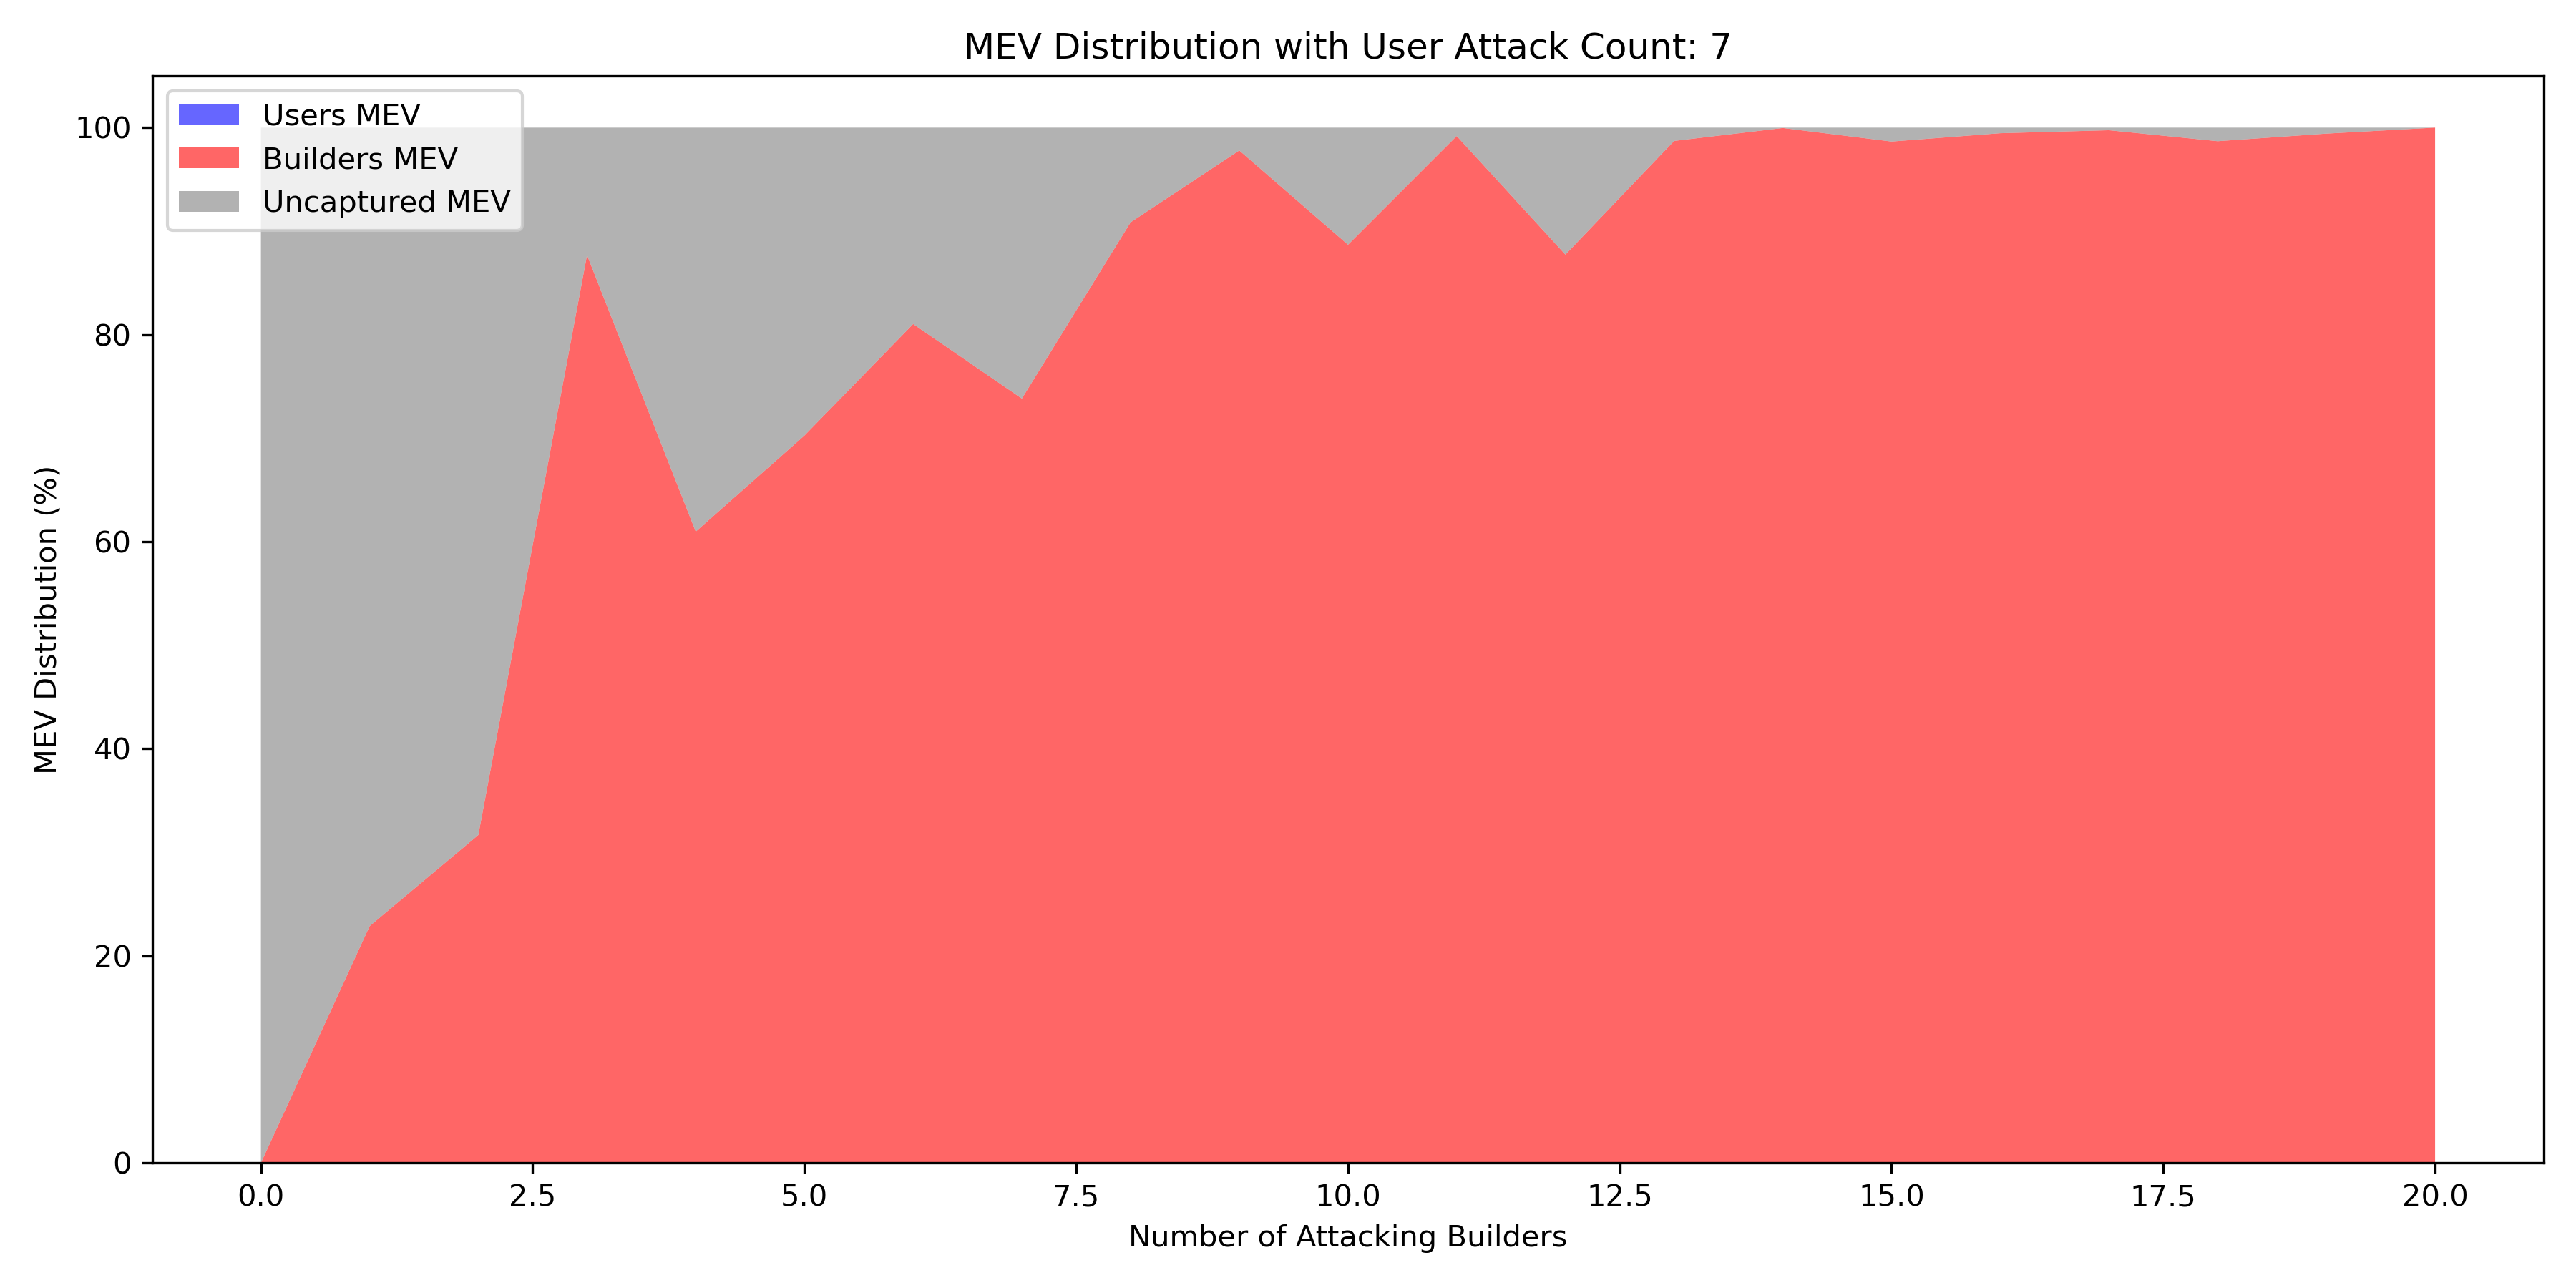 MEV Distribution with User Attack Count: 7
Users MEV
Builders MEV
Uncaptured MEV
100
80
60
40
20
0
MEV Distribution (%)
0.0 2.5 5.0 7.5 10.0 12.5 15.0 17.5 20.0
Number of Attacking Builders